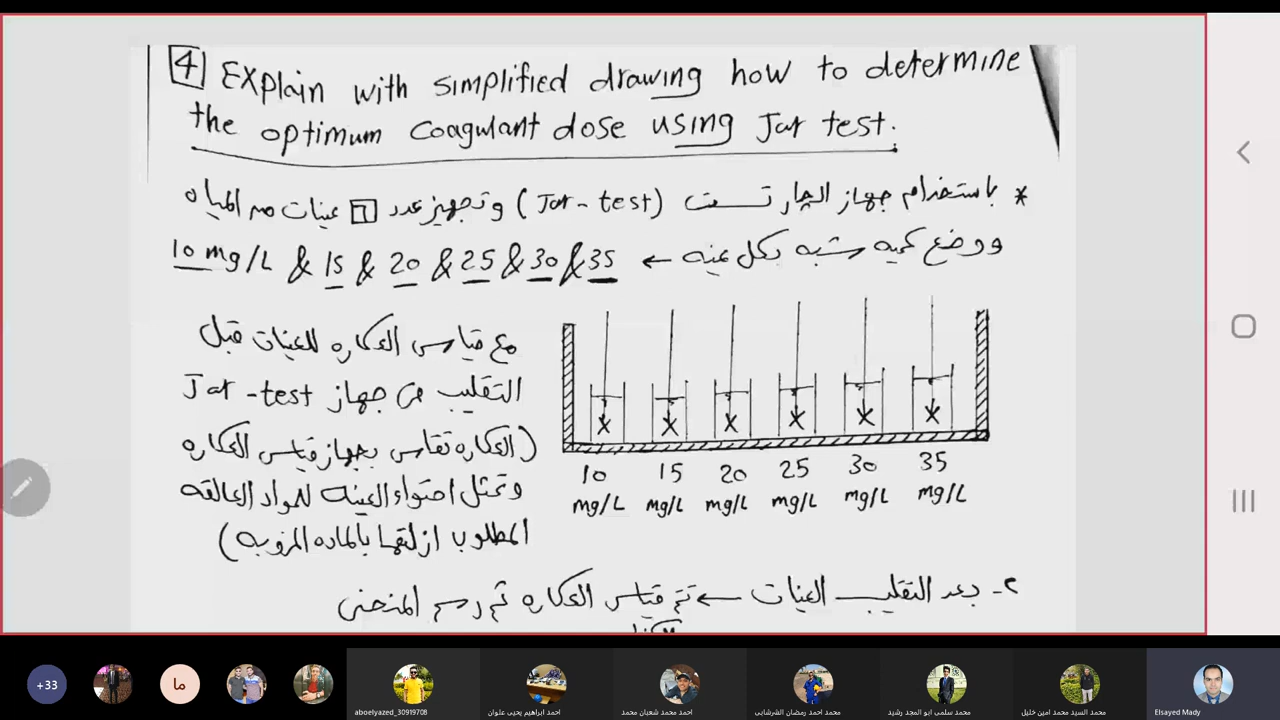 4 Explain with simplified drawing how to determine
the optimum coagulant dose using Jar test.
* باستخدام جهاز الچار تست (Jar-test) وتجهيز عدد 6 عينات من المياه
ووضع كميه شبه بكل عينه ← 10 mg/L & 15 & 20 & 25 & 30 & 35
مع قياس العكاره للعينات قبل
التقليب فى جهاز Jar-test
(العكاره تقاس بجهاز قياس العكاره
وتمثل احتواء العينه للمواد العالقه
المطلوب ازالتها بالماده المروبه)
10 15 20 25 30 35
mg/L mg/L mg/L mg/L mg/L mg/L
2- بعد التقليب العينات ← تم قياس العكاره ثم رسم المنحنى
+33
ما
aboelyazed_30919708
احمد ابراهيم يحيى علوان
احمد محمد شعبان محمد
محمد احمد رمضان الشرشابى
محمد سلمى ابو المجد رشيد
محمد السيد محمد امين خليل
Elsayed Mady